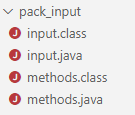 pack_input
input.class
input.java
methods.class
methods.java